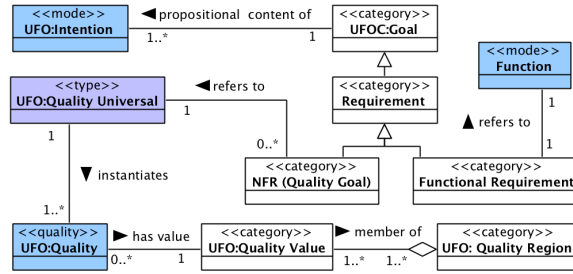 <<mode>>
UFO:Intention
◀ propositional content of
1..*
1
<<category>>
UFOC:Goal
<<mode>>
Function
<<type>>
UFO:Quality Universal
◀ refers to
1
0..*
<<category>>
Requirement
1
▲ refers to
1
1
▼ instantiates
1..*
<<category>>
NFR (Quality Goal)
<<category>>
Functional Requirement
<<quality>>
UFO:Quality
▶ has value
0..*
1
<<category>>
UFO:Quality Value
▶ member of
1..*
1..*
<<category>>
UFO: Quality Region